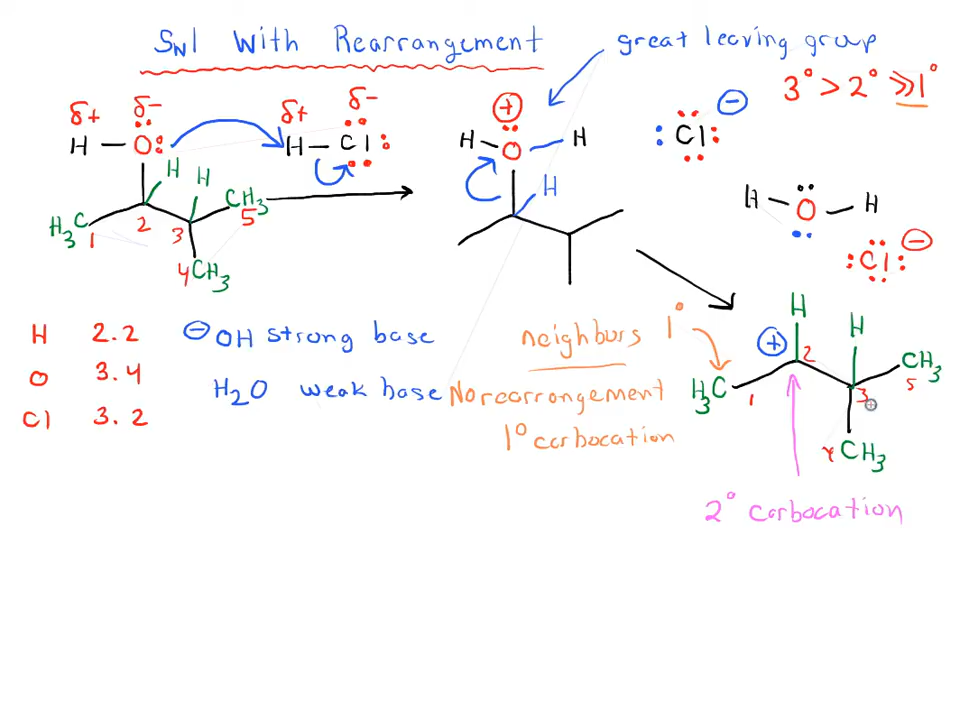 SN1 With Rearrangement
great leaving group
3° > 2° ⩾ 1°
δ+ δ- δ+ δ-
H O: H Cl:
H H
H3C 1 2 3 CH3 5
4CH3
⊕
H O H
H
:Cl: ⊖
H O H
:Cl: ⊖
H 2.2
O 3.4
Cl 3.2
⊖OH strong base
H2O weak base
neighbors 1°
No rearrangement
1° carbocation
⊕ H H
H3C 1 2 3 CH3 5
4 CH3
2° carbocation